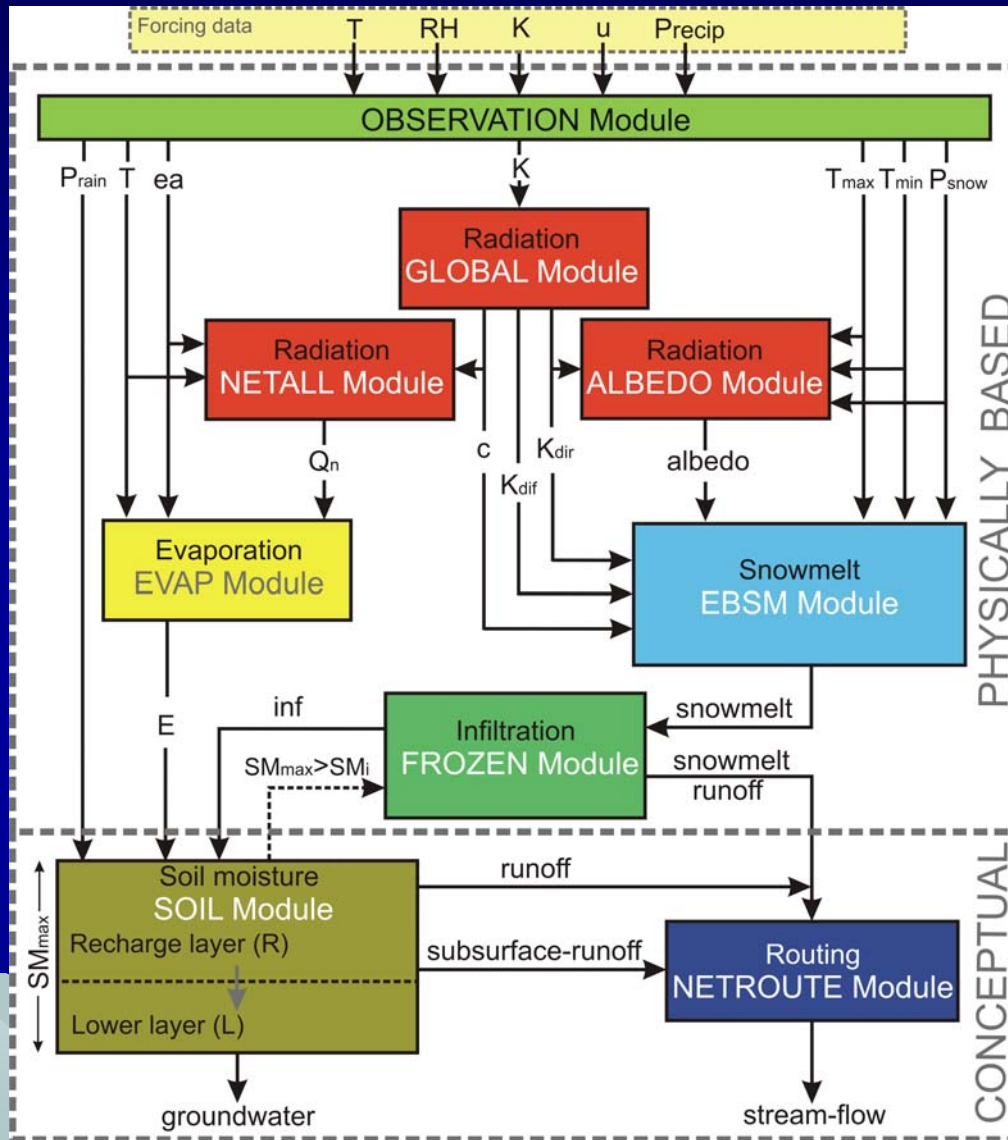 Forcing data
T RH K u Precip
OBSERVATION Module
Prain T ea K Tmax Tmin Psnow
Radiation
GLOBAL Module
Radiation
NETALL Module
Radiation
ALBEDO Module
Qn c Kdif Kdir albedo
Evaporation
EVAP Module
Snowmelt
EBSM Module
PHYSICALLY BASED
E
inf
snowmelt
Infiltration
FROZEN Module
SMmax>SMi
snowmelt
runoff
Soil moisture
SOIL Module
Recharge layer (R)
Lower layer (L)
SMmax
runoff
subsurface-runoff
Routing
NETROUTE Module
CONCEPTUAL
groundwater
stream-flow